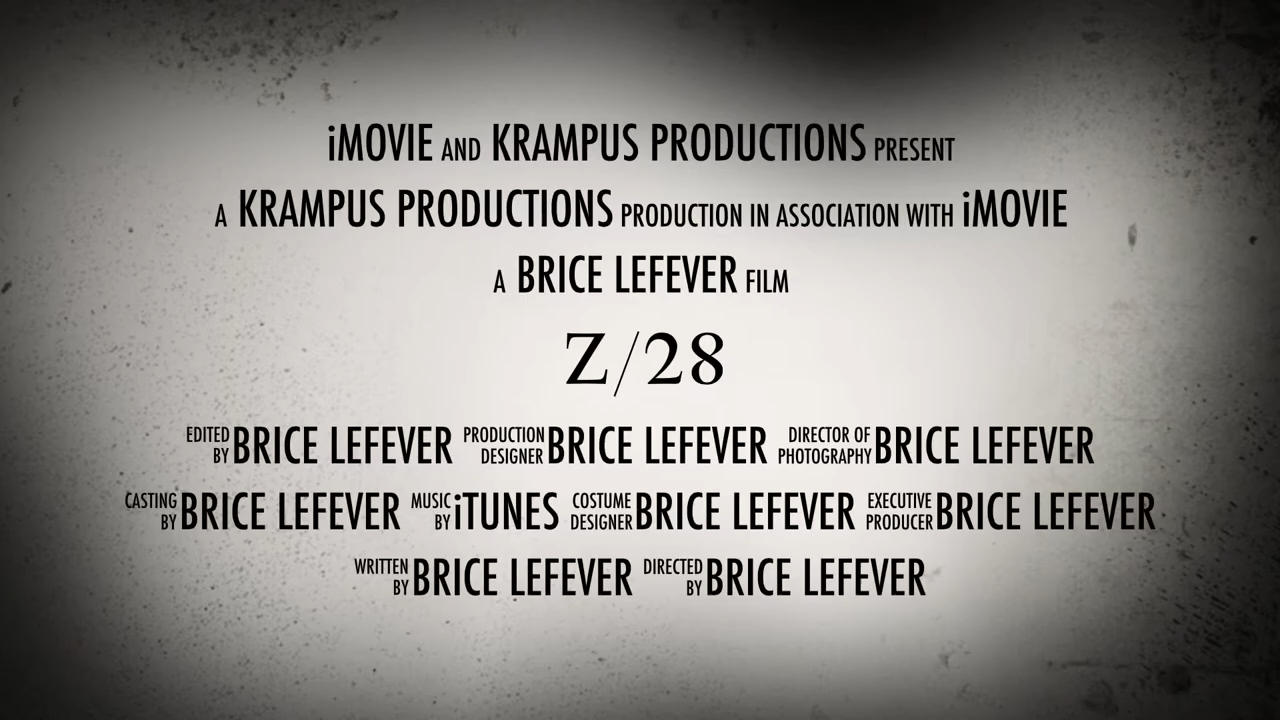 iMOVIE AND KRAMPUS PRODUCTIONS PRESENT
A KRAMPUS PRODUCTIONS PRODUCTION IN ASSOCIATION WITH iMOVIE
A BRICE LEFEVER FILM
Z/28
EDITED BY BRICE LEFEVER PRODUCTION DESIGNER BRICE LEFEVER DIRECTOR OF PHOTOGRAPHY BRICE LEFEVER
CASTING BY BRICE LEFEVER MUSIC BY iTUNES COSTUME DESIGNER BRICE LEFEVER EXECUTIVE PRODUCER BRICE LEFEVER
WRITTEN BY BRICE LEFEVER DIRECTED BY BRICE LEFEVER